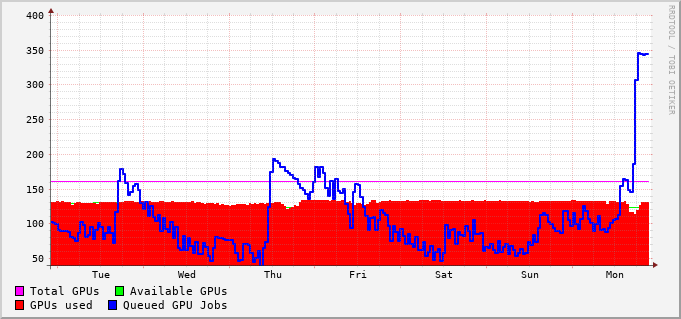 400
350
300
250
200
150
100
50
Tue Wed Thu Fri Sat Sun Mon
Total GPUs Available GPUs
GPUs used Queued GPU Jobs
RRDTOOL / TOBI OETIKER